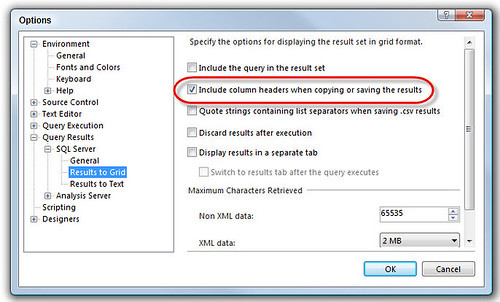 Options
Environment
General
Fonts and Colors
Keyboard
Help
Source Control
Text Editor
Query Execution
Query Results
SQL Server
General
Results to Grid
Results to Text
Analysis Server
Scripting
Designers
Specify the options for displaying the result set in grid format.
Include the query in the result set
Include column headers when copying or saving the results
Quote strings containing list separators when saving .csv results
Discard results after execution
Display results in a separate tab
Switch to results tab after the query executes
Maximum Characters Retrieved
Non XML data: 65535
XML data: 2 MB
OK Cancel